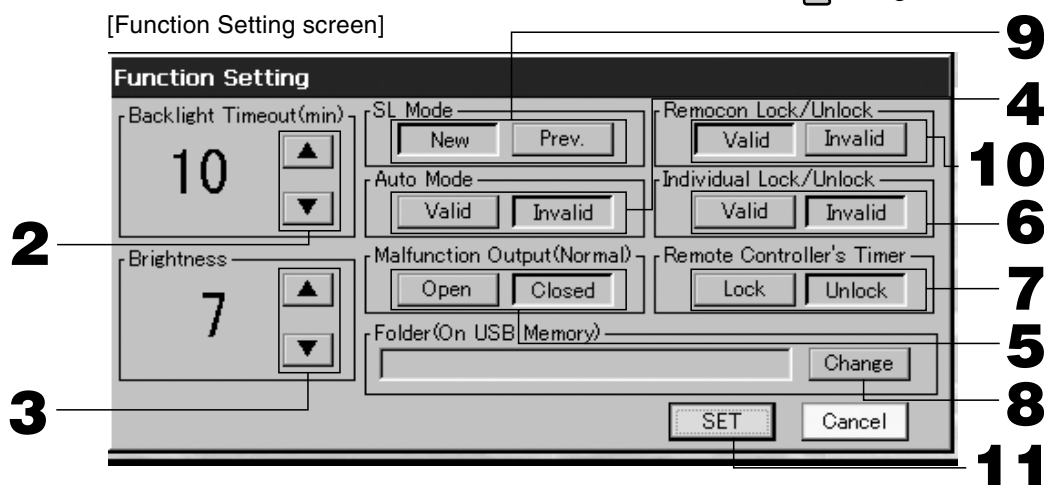 [Function Setting screen]
Function Setting
Backlight Timeout(min)
10
▲
▼
SL Mode
New Prev.
Remocon Lock/Unlock
Valid Invalid
Auto Mode
Valid Invalid
Individual Lock/Unlock
Valid Invalid
Brightness
7
▲
▼
Malfunction Output(Normal)
Open Closed
Remote Controller's Timer
Lock Unlock
Folder(On USB Memory)
Change
SET Cancel
9
4
10
6
2
7
5
3
8
11